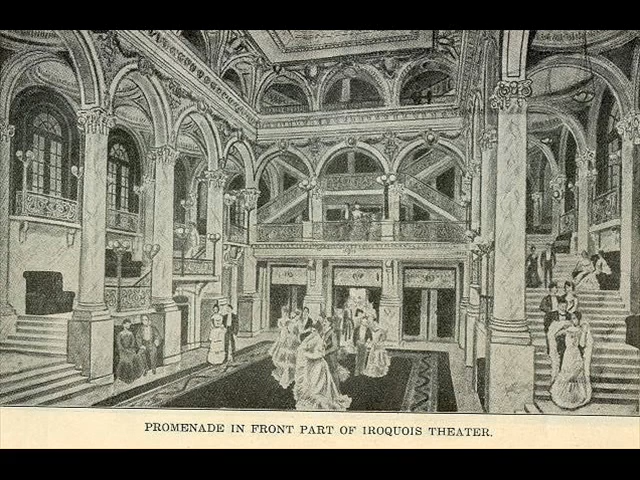 PROMENADE IN FRONT PART OF IROQUOIS THEATER.